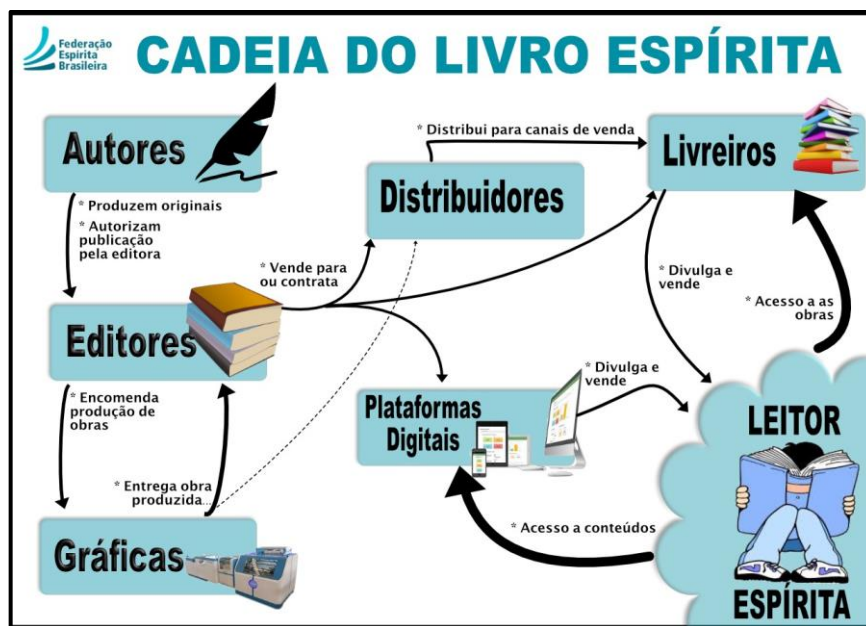 Federação
Espírita
Brasileira
CADEIA DO LIVRO ESPÍRITA
Autores
* Produzem originais
* Autorizam
publicação
pela editora
Editores
* Encomenda
produção de
obras
* Entrega obra
produzida...
Gráficas
* Vende para
ou contrata
Distribuidores
* Distribui para canais de venda
Livreiros
* Divulga e
vende
* Acesso a as
obras
Plataformas
Digitais
* Divulga e
vende
* Acesso a conteúdos
LEITOR
ESPÍRITA